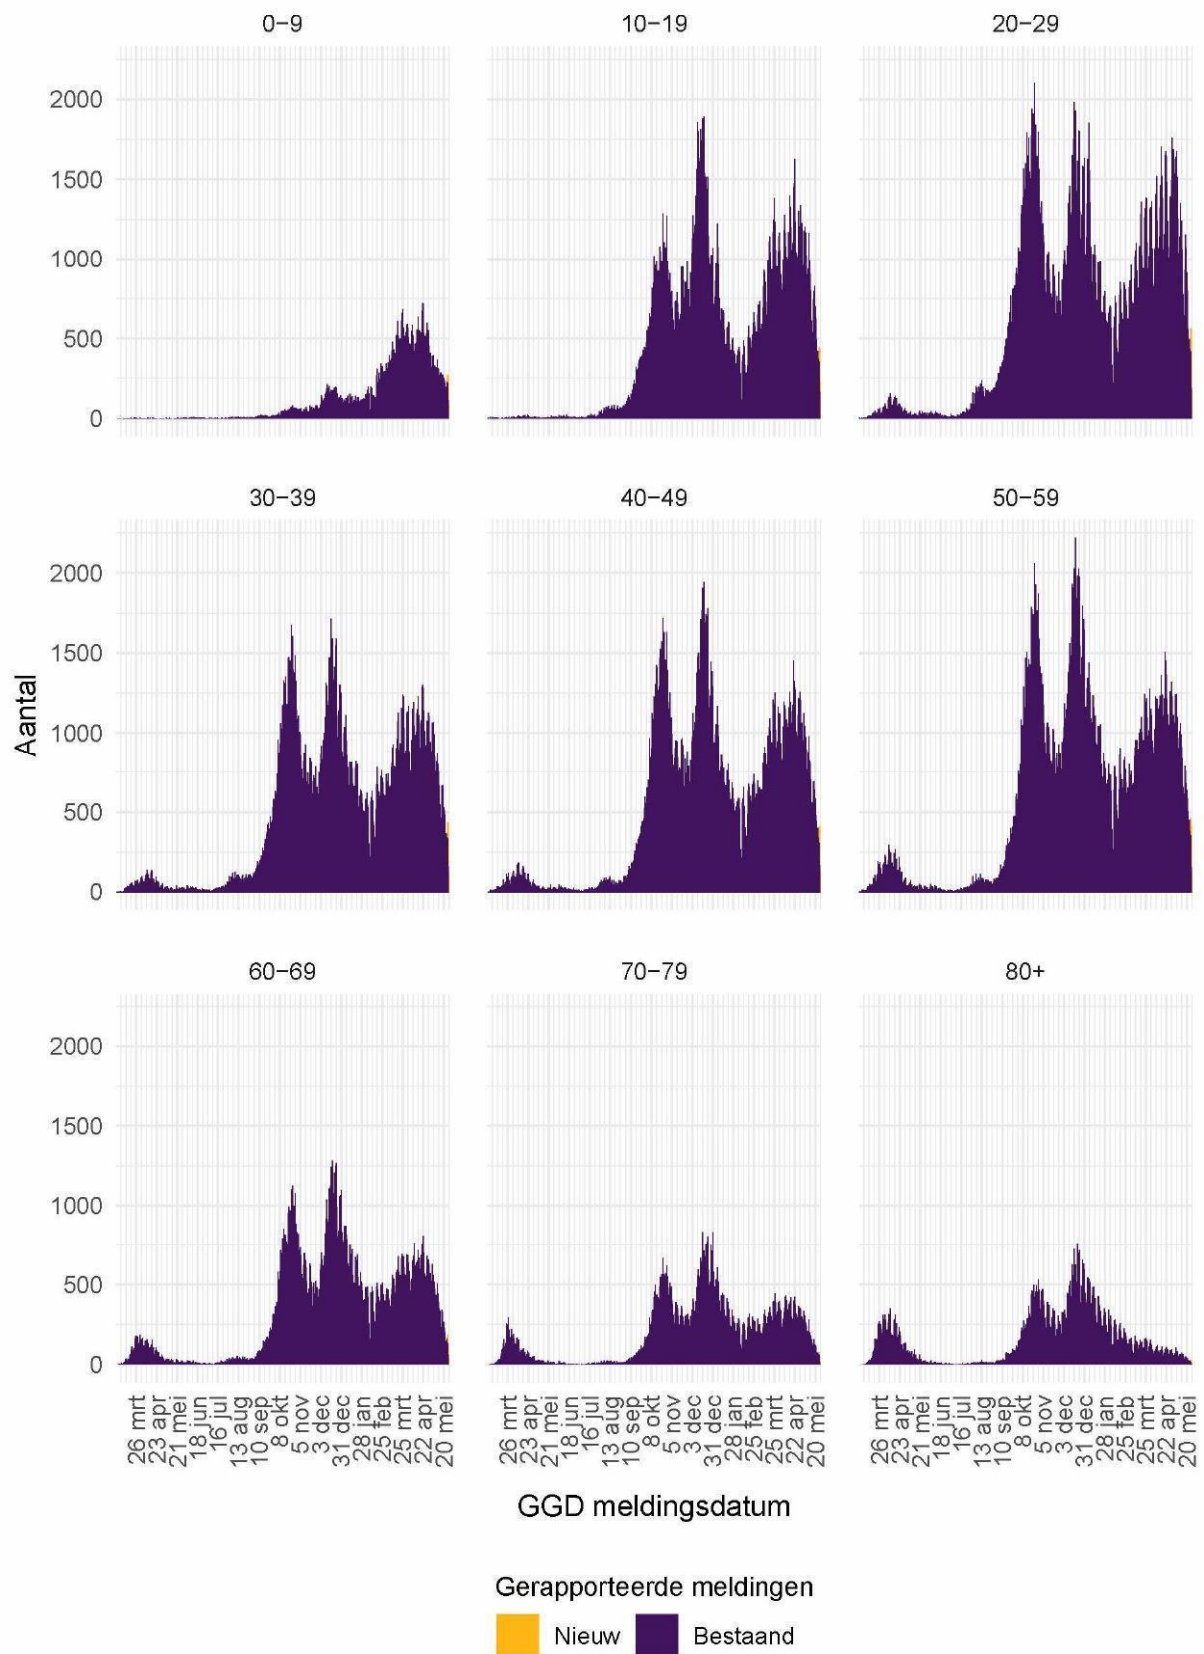 0−9 10−19 20−29
2000
1500
1000
500
0
30−39 40−49 50−59
2000
1500
1000
500
0
Aantal
60−69 70−79 80+
2000
1500
1000
500
0
26 mrt 23 apr 21 mei 18 jun 16 jul 13 aug 10 sep 8 okt 5 nov 3 dec 31 dec 28 jan 25 feb 25 mrt 22 apr 20 mei
26 mrt 23 apr 21 mei 18 jun 16 jul 13 aug 10 sep 8 okt 5 nov 3 dec 31 dec 28 jan 25 feb 25 mrt 22 apr 20 mei
26 mrt 23 apr 21 mei 18 jun 16 jul 13 aug 10 sep 8 okt 5 nov 3 dec 31 dec 28 jan 25 feb 25 mrt 22 apr 20 mei
GGD meldingsdatum
Gerapporteerde meldingen
Nieuw Bestaand